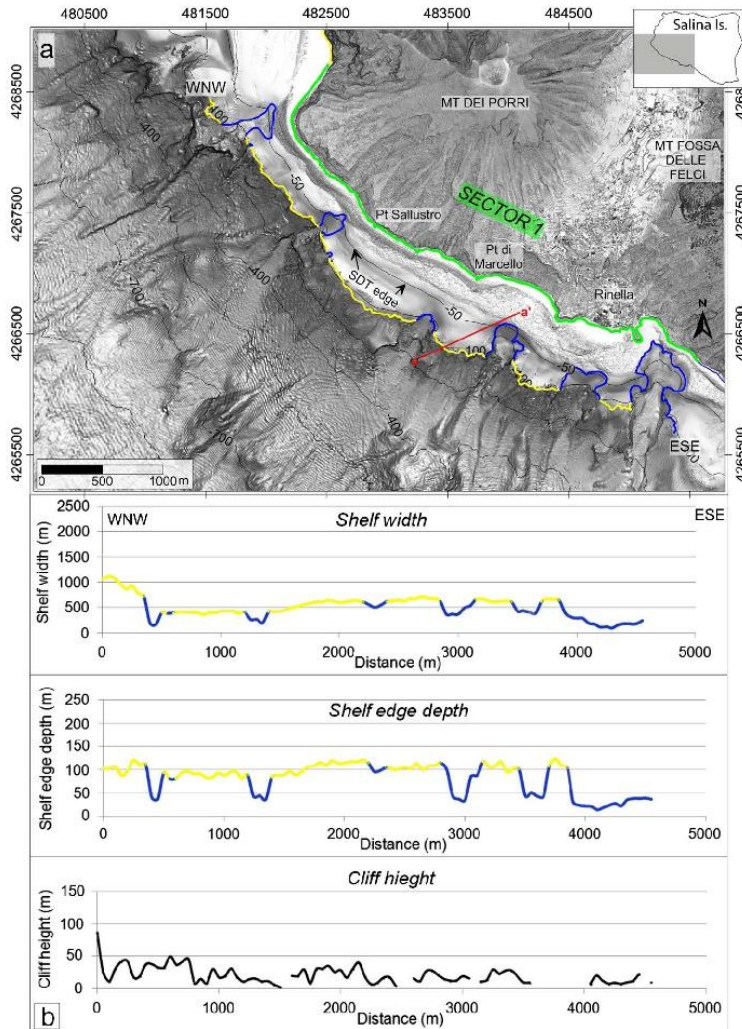 480500 481500 482500 483500 484500
a
Salina Is.
4268500
4267500
4266500
4265500
WNW
-100
-400
MT DEI PORRI
MT FOSSA
DELLE
FELCI
-50
SECTOR 1
Pt Sallustro
Pt di
Marcello
Rinella
-400
-700
SDT edge
-50
a'
N
100
-50
-400
-700
ESE
0 500 1000 m
WNW Shelf width ESE
Shelf width (m)
2500
2000
1500
1000
500
0
0 1000 2000 3000 4000 5000
Distance (m)
Shelf edge depth
Shelf edge depth (m)
250
200
150
100
50
0
0 1000 2000 3000 4000 5000
Distance (m)
Cliff hieght
Cliff height (m)
150
100
50
0
0 1000 2000 3000 4000 5000
Distance (m)
b